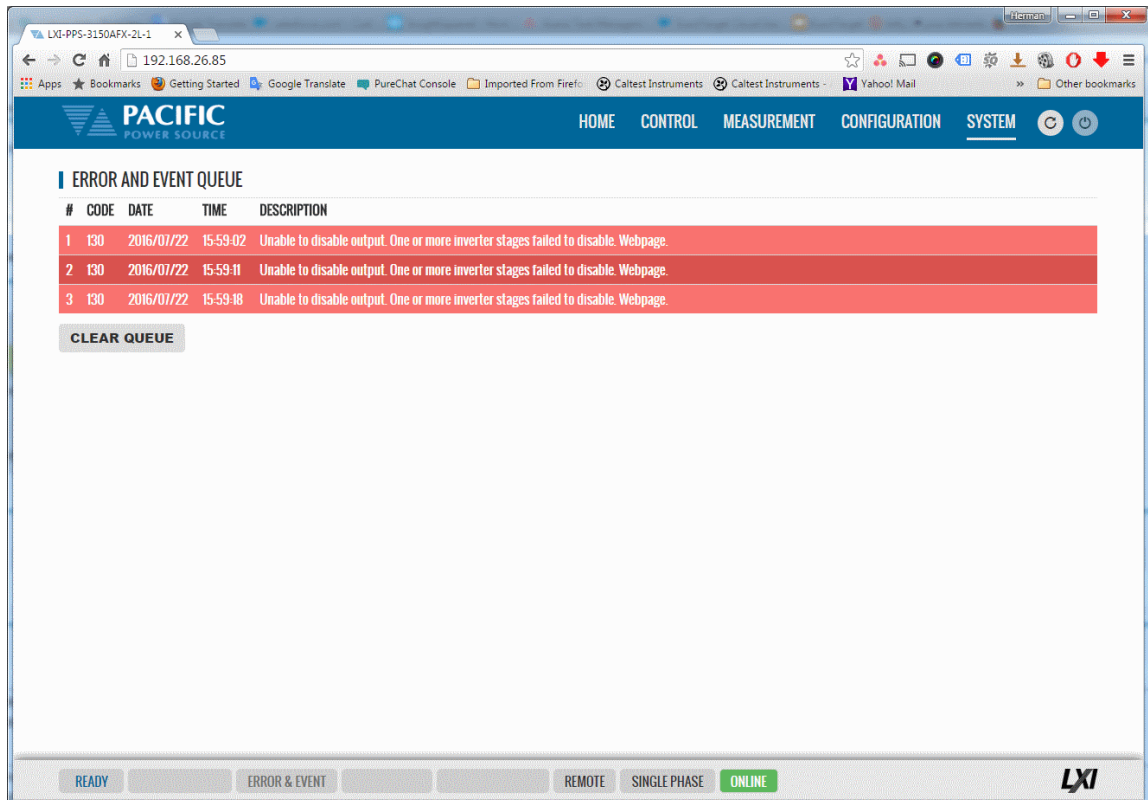 Herman
LXI-PPS-3150AFX-2L-1
192.168.26.85
Apps Bookmarks Getting Started Google Translate PureChat Console Imported From Firefo Caltest Instruments Caltest Instruments - Yahoo! Mail » Other bookmarks
PACIFIC
POWER SOURCE
HOME CONTROL MEASUREMENT CONFIGURATION SYSTEM
ERROR AND EVENT QUEUE
# CODE DATE TIME DESCRIPTION
1 130 2016/07/22 15:59:02 Unable to disable output. One or more inverter stages failed to disable. Webpage.
2 130 2016/07/22 15:59:11 Unable to disable output. One or more inverter stages failed to disable. Webpage.
3 130 2016/07/22 15:59:18 Unable to disable output. One or more inverter stages failed to disable. Webpage.
CLEAR QUEUE
READY ERROR & EVENT REMOTE SINGLE PHASE ONLINE LXI